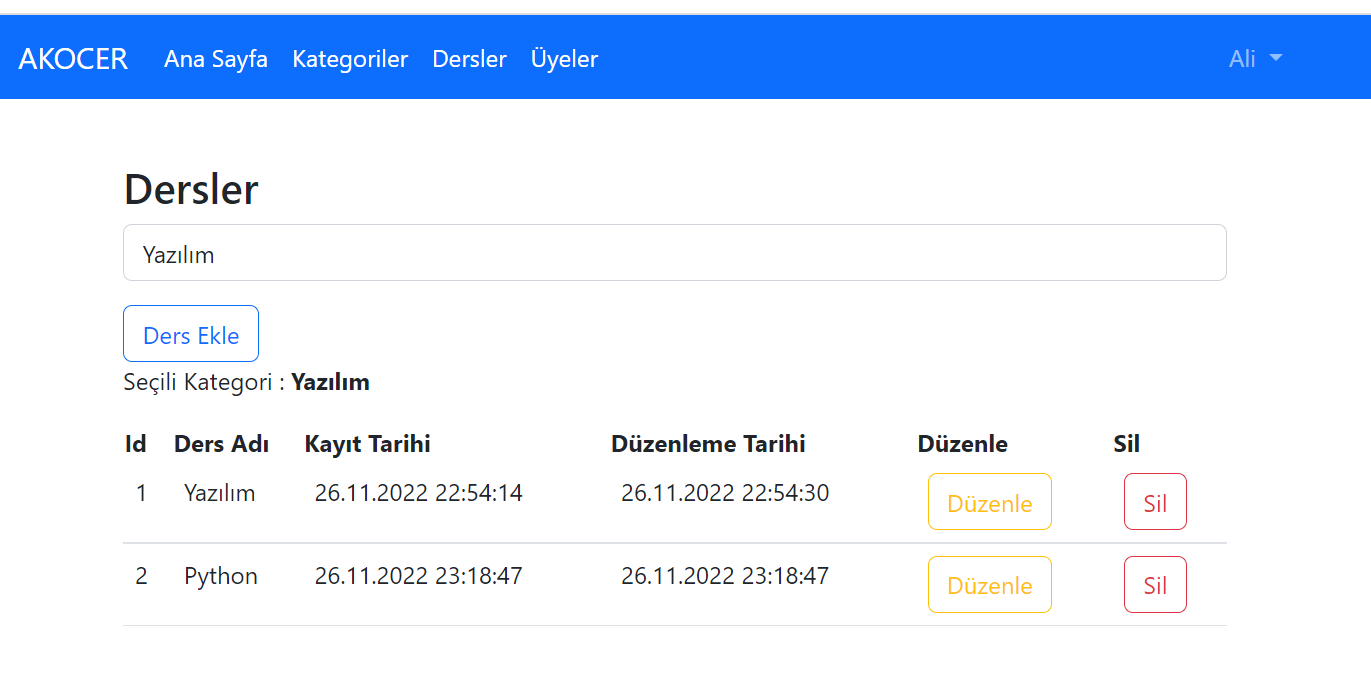 AKOCER Ana Sayfa Kategoriler Dersler Üyeler Ali
Dersler
Yazılım
Ders Ekle
Seçili Kategori : Yazılım
Id Ders Adı Kayıt Tarihi Düzenleme Tarihi Düzenle Sil
1 Yazılım 26.11.2022 22:54:14 26.11.2022 22:54:30 Düzenle Sil
2 Python 26.11.2022 23:18:47 26.11.2022 23:18:47 Düzenle Sil